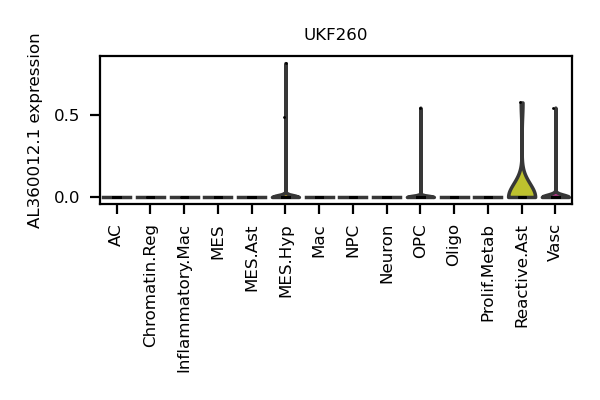 UKF260
AL360012.1 expression
0.5
0.0
AC
Chromatin.Reg
Inflammatory.Mac
MES
MES.Ast
MES.Hyp
Mac
NPC
Neuron
OPC
Oligo
Prolif.Metab
Reactive.Ast
Vasc